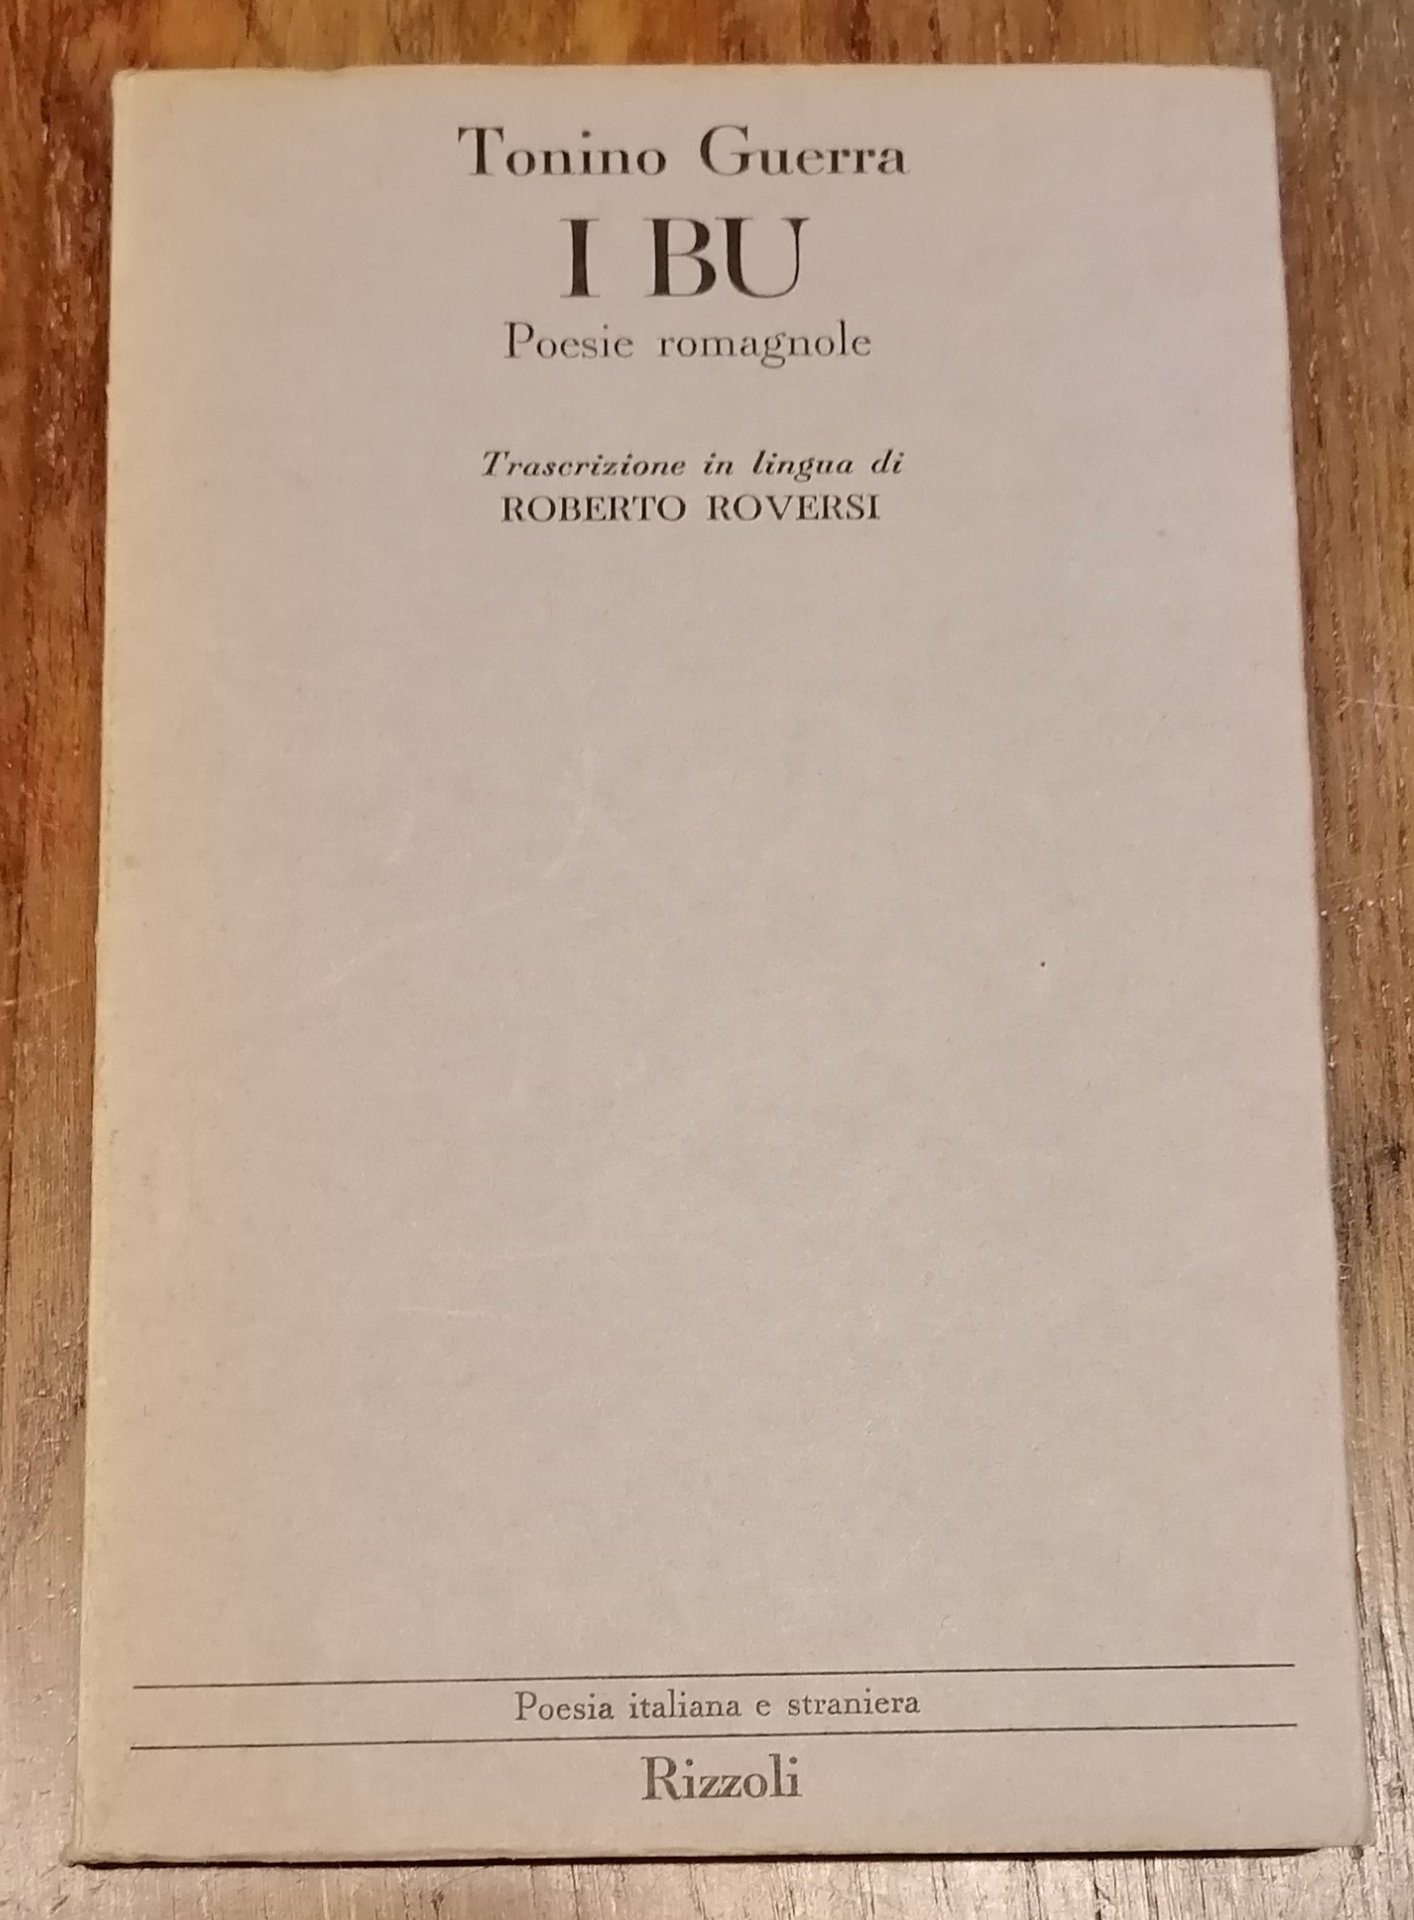 Tonino Guerra
I BU
Poesie romagnole
Trascrizione in lingua di
ROBERTO ROVERSI
Poesia italiana e straniera
Rizzoli